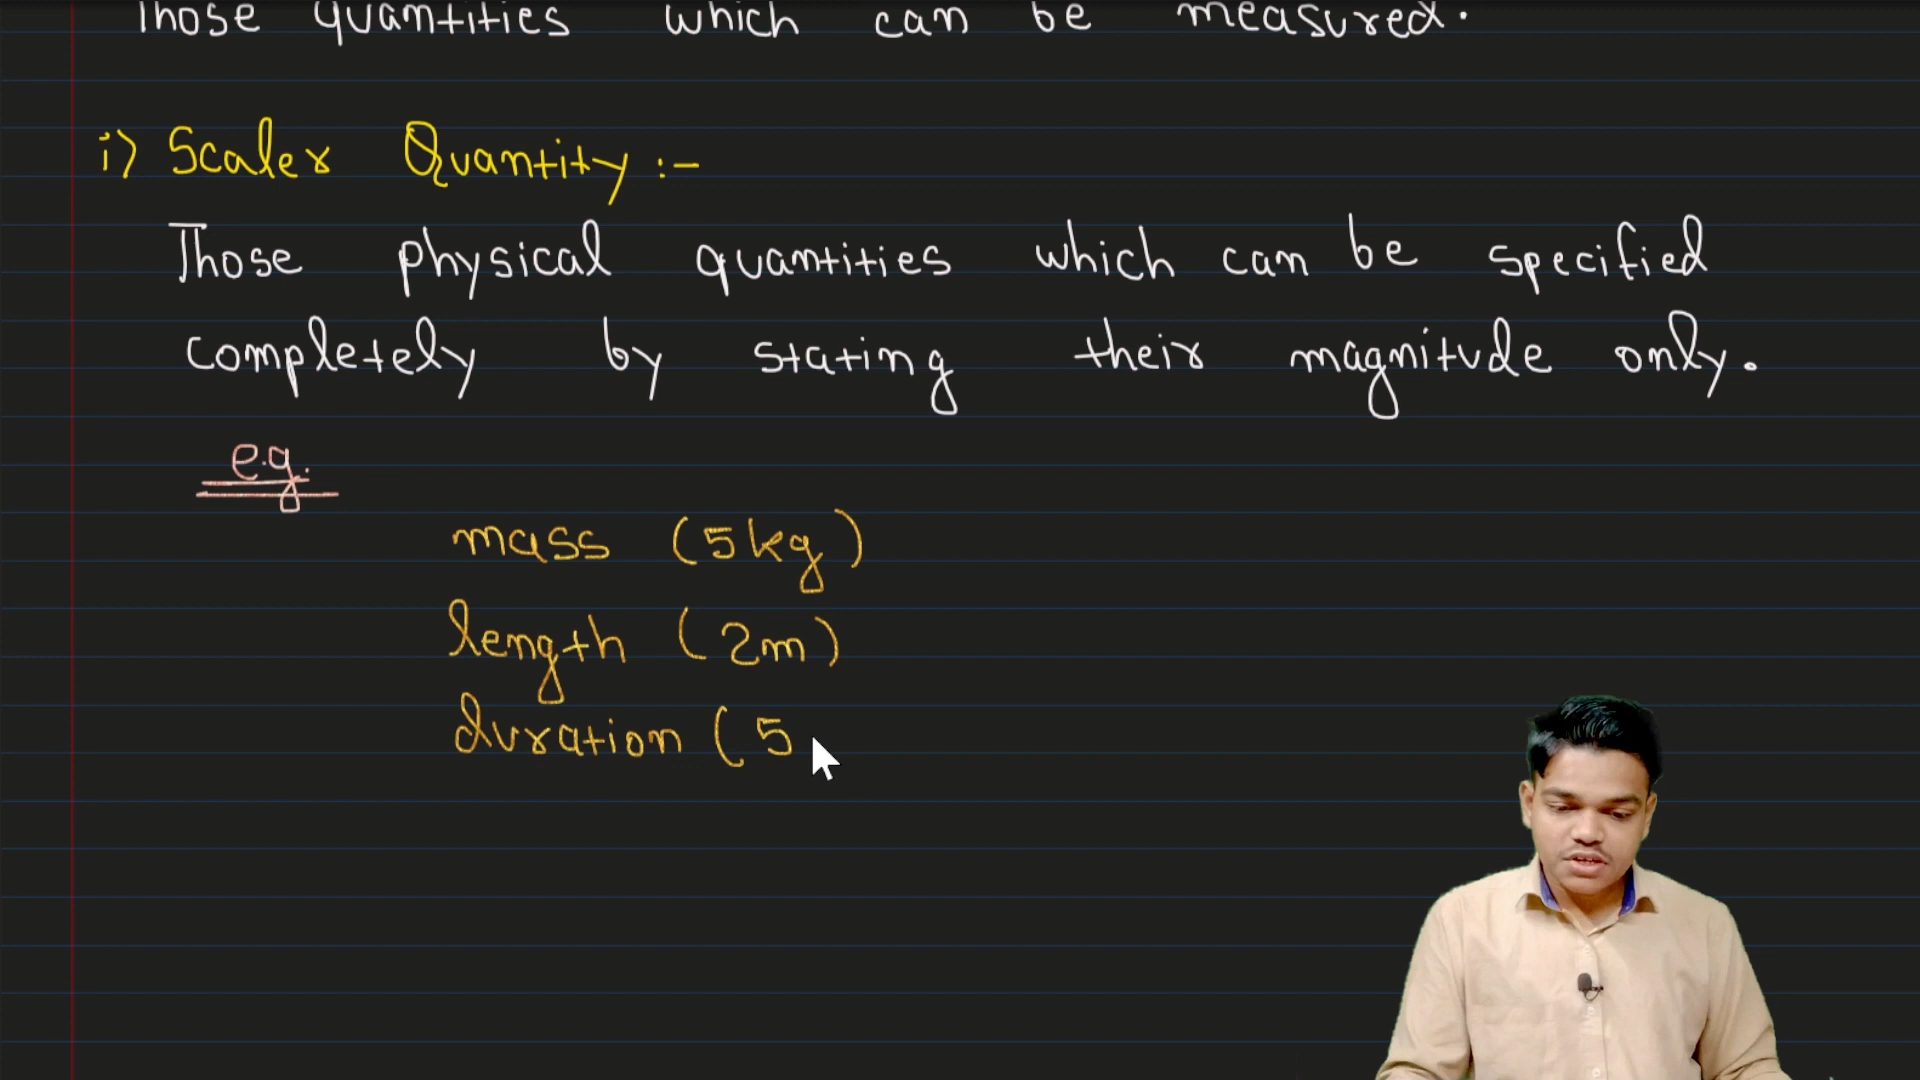 Those quantities which can be measured.
i) Scaler Quantity :-
Those physical quantities which can be specified
completely by stating their magnitude only.
e.g.
mass (5kg)
length (2m)
duration (5